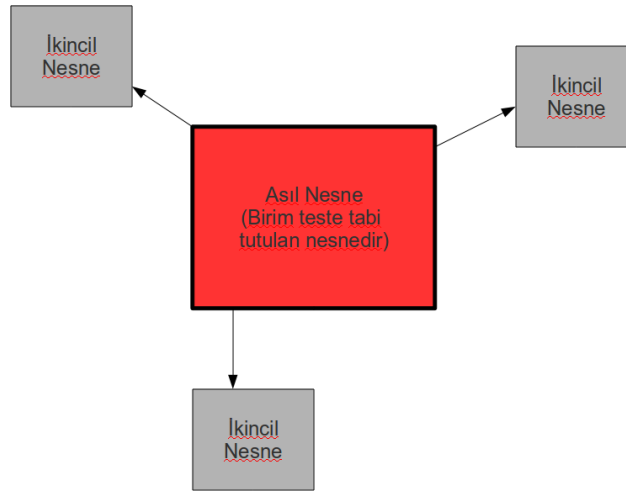 İkincil
Nesne
İkincil
Nesne
Asıl Nesne
(Birim teste tabi
tutulan nesnedir)
İkincil
Nesne